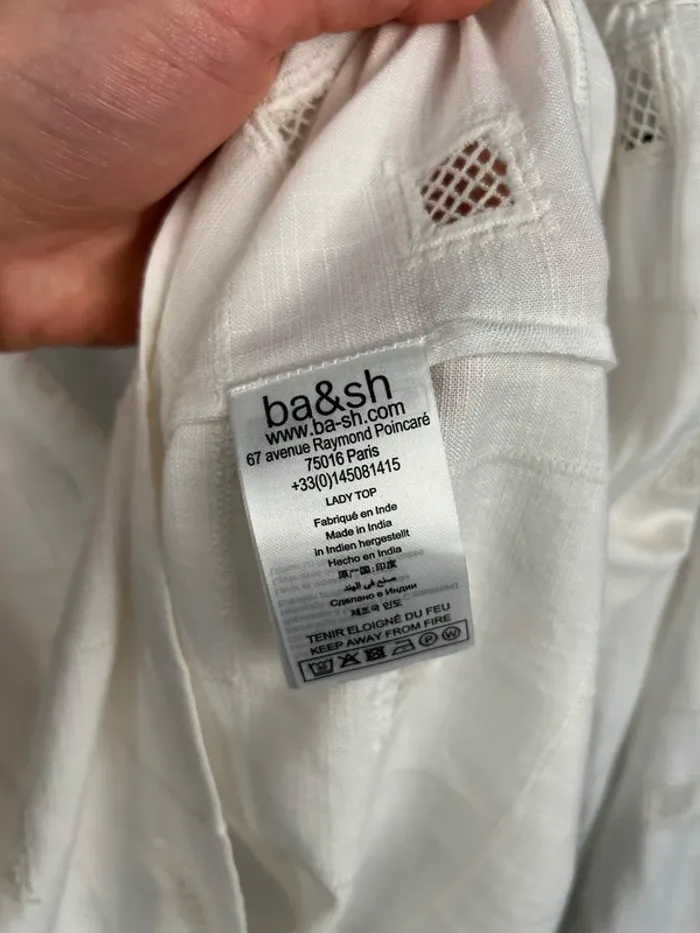 ba&sh
www.ba-sh.com
67 avenue Raymond Poincaré
75016 Paris
+33(0)145081415
LADY TOP
Fabriqué en Inde
Made in India
in Indien hergestellt
Hecho en India
原产国:印度
صنع في الهند
Сделано в Индии
제조국 인도
TENIR ELOIGNÉ DU FEU
KEEP AWAY FROM FIRE
P W